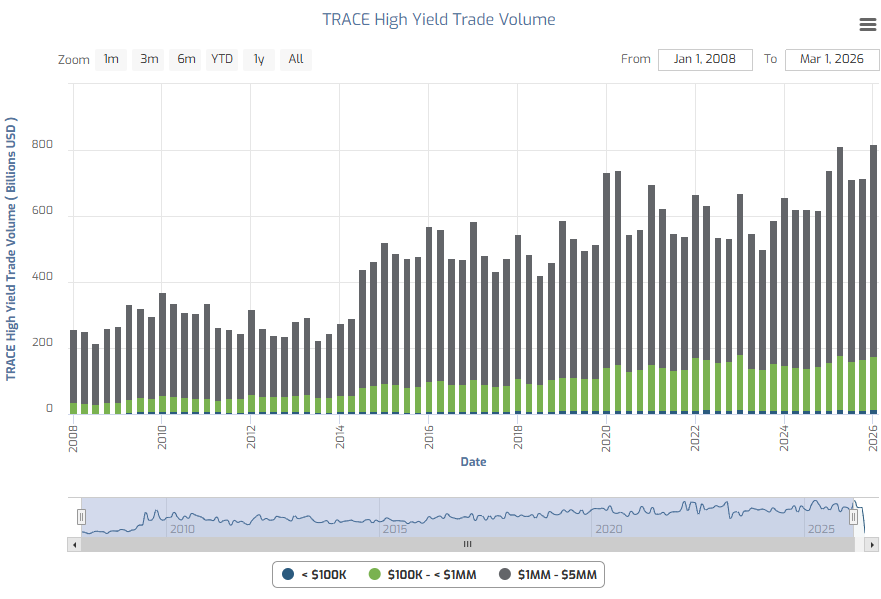 TRACE High Yield Trade Volume
Zoom 1m 3m 6m YTD 1y All From Jan 1, 2008 To Mar 1, 2026
TRACE High Yield Trade Volume ( Billions USD )
800
600
400
200
0
2008 2010 2012 2014 2016 2018 2020 2022 2024 2026
Date
2010 2015 2020 2025
< $100K $100K - < $1MM $1MM - $5MM